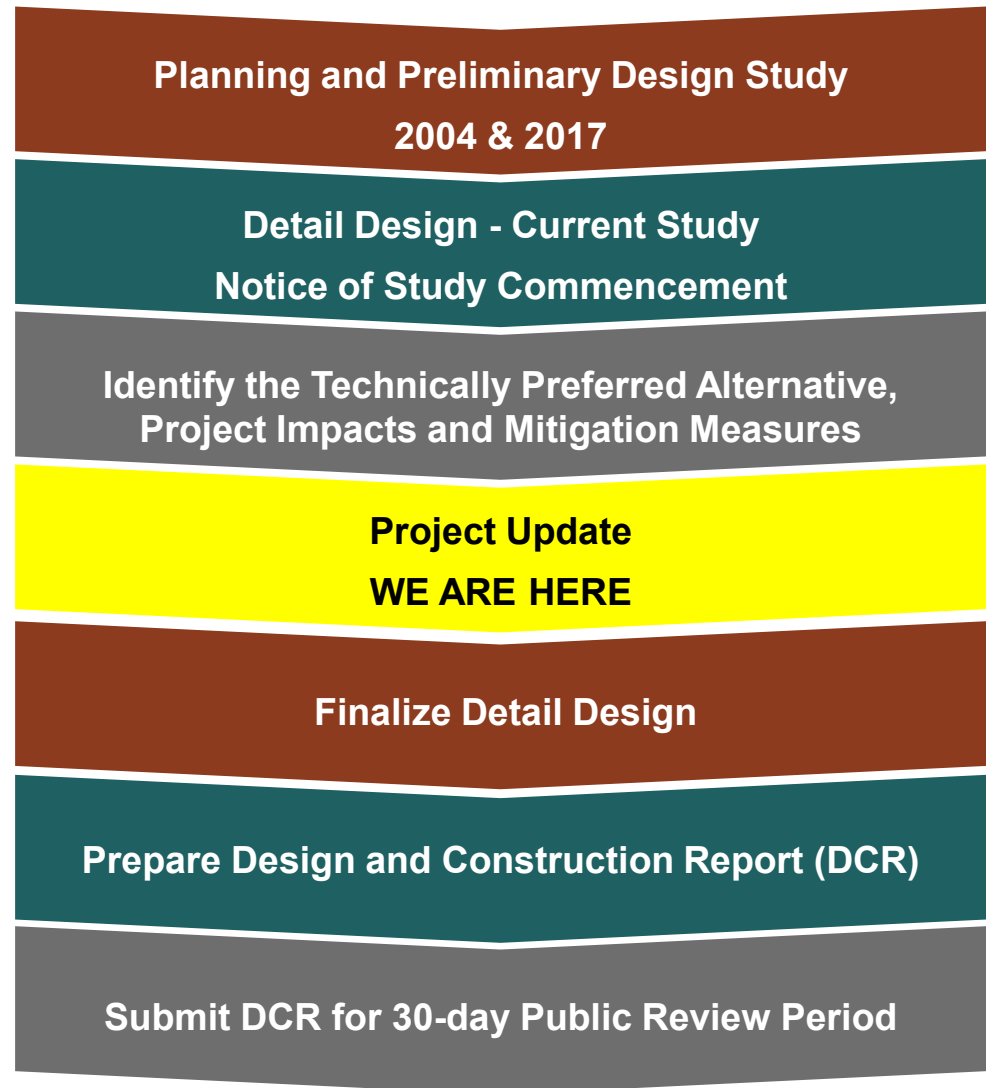 Planning and Preliminary Design Study
2004 & 2017
Detail Design - Current Study
Notice of Study Commencement
Identify the Technically Preferred Alternative,
Project Impacts and Mitigation Measures
Project Update
WE ARE HERE
Finalize Detail Design
Prepare Design and Construction Report (DCR)
Submit DCR for 30-day Public Review Period